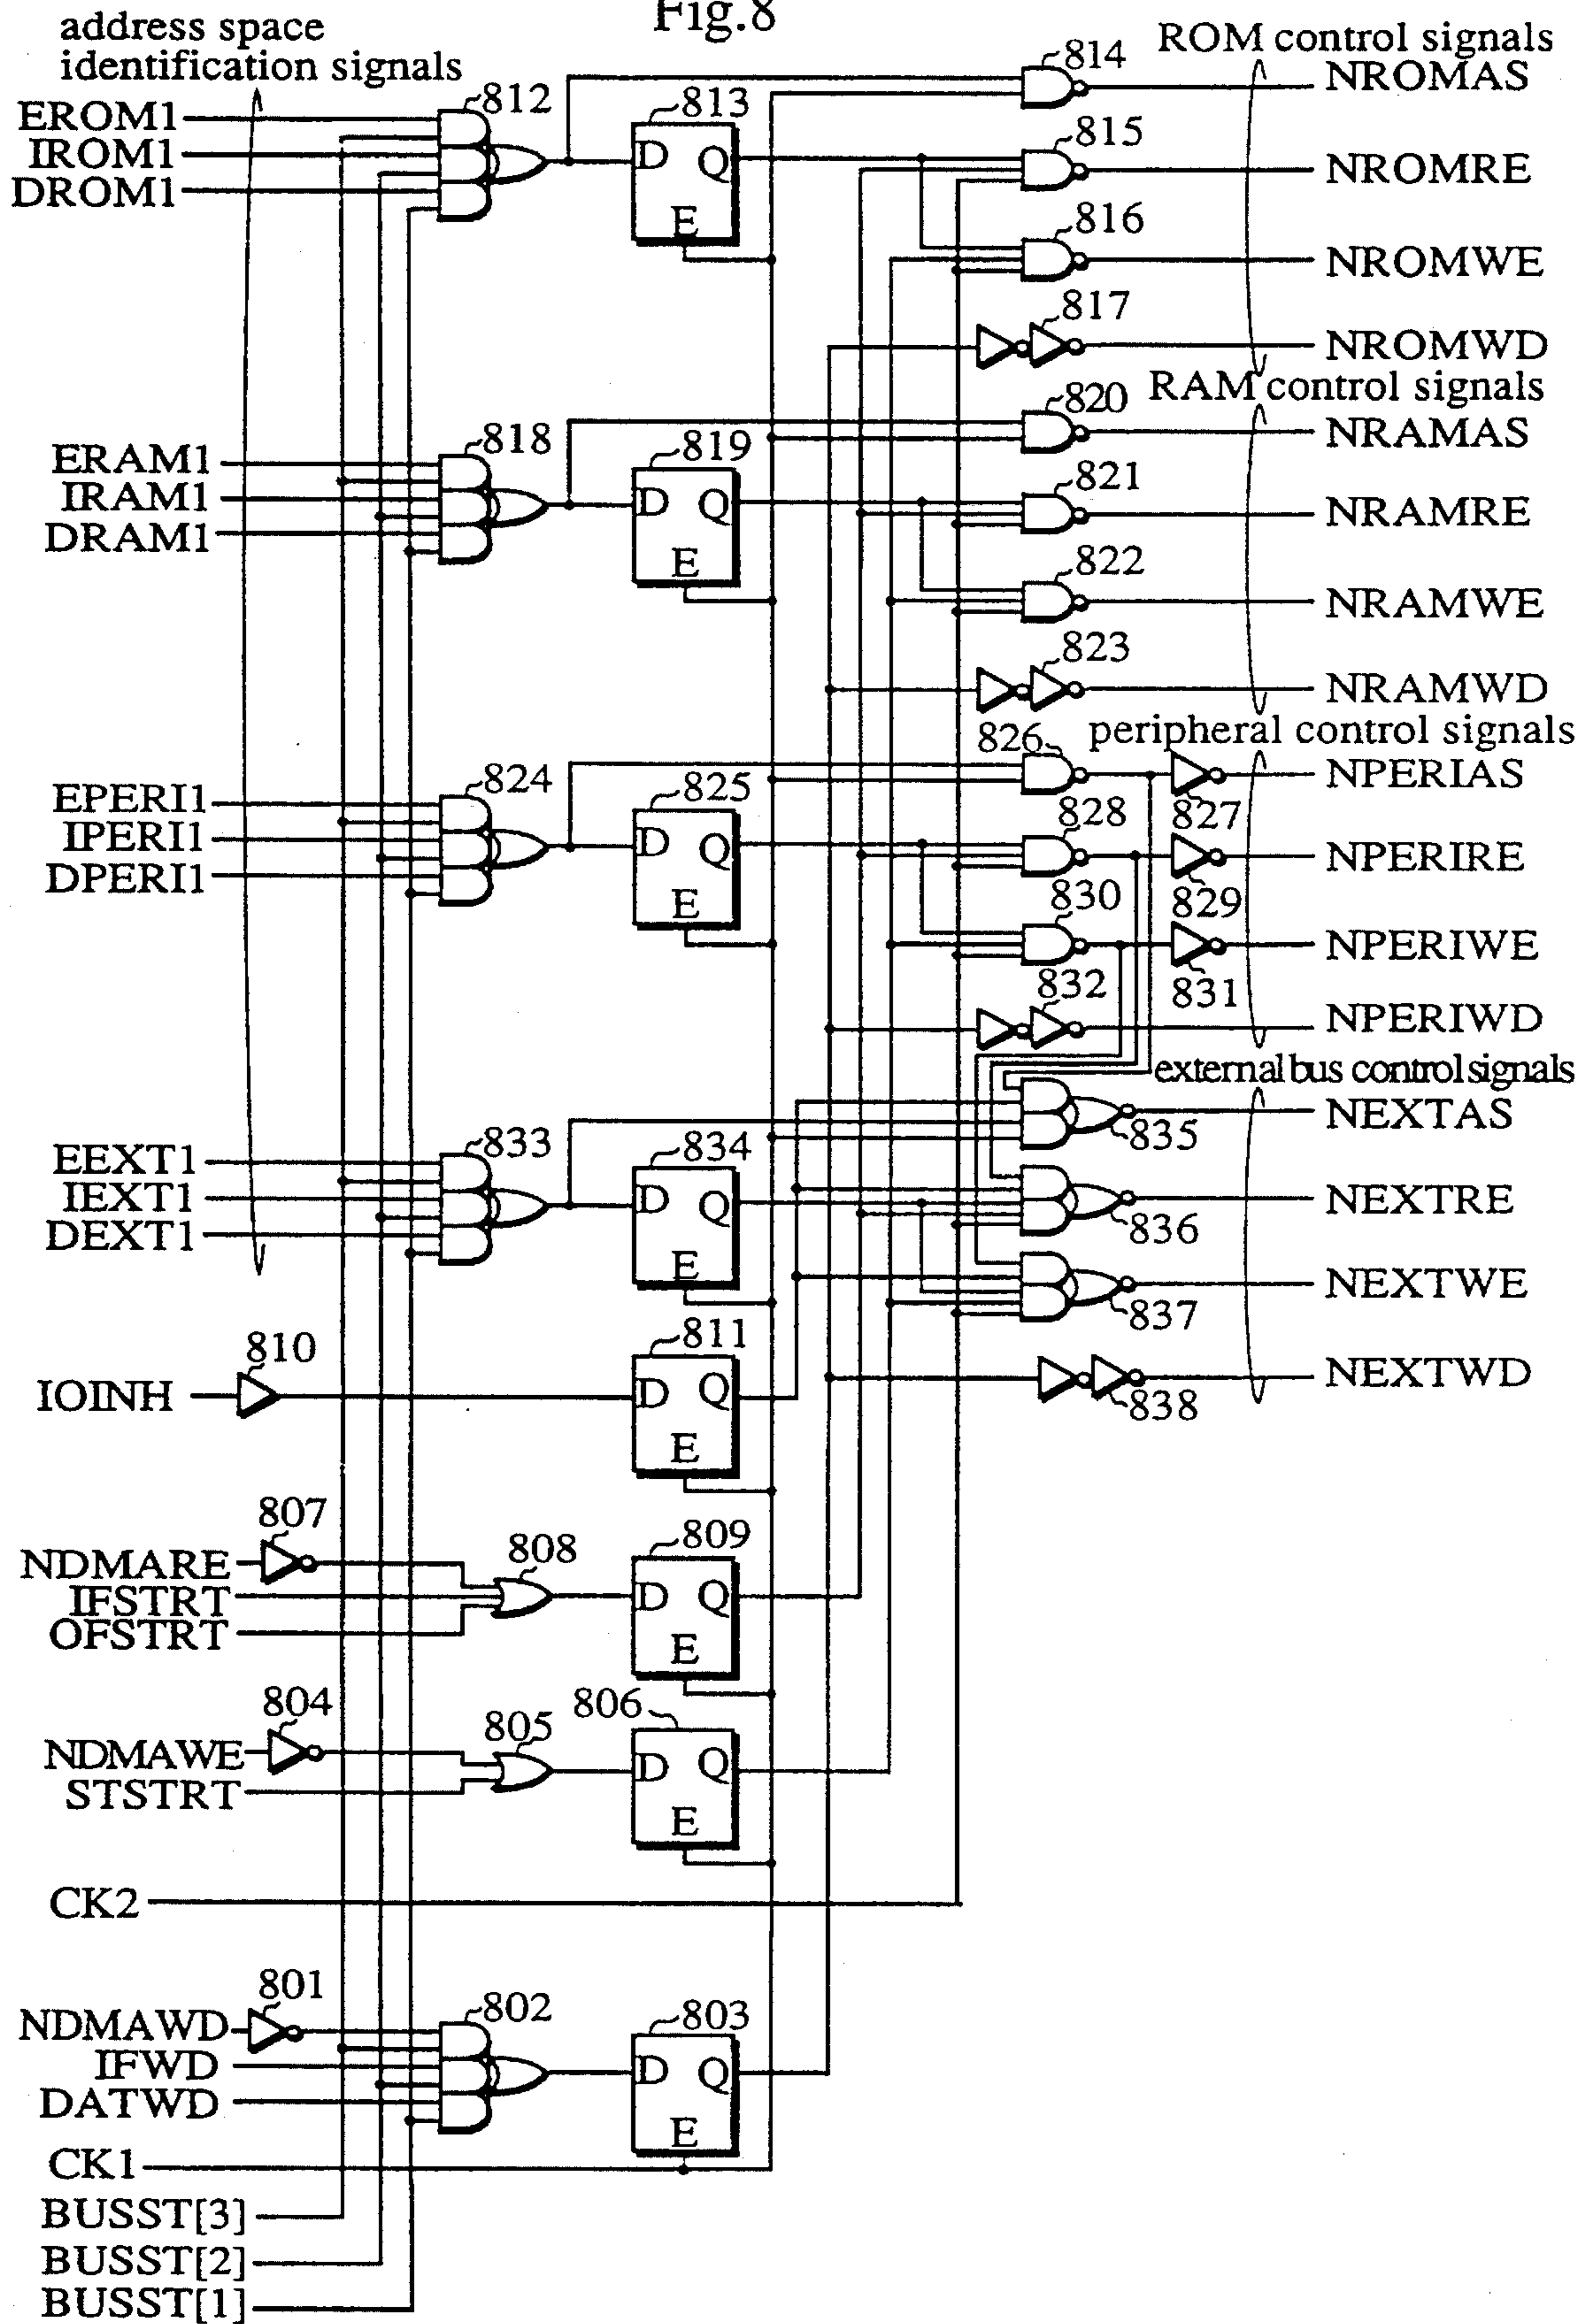 Fig.8
address space
identification signals
ROM control signals
EROM1
IROM1
DROM1
812
813
D
Q
E
814
NROMAS
815
NROMRE
816
NROMWE
817
NROMWD
RAM control signals
ERAM1
IRAM1
DRAM1
818
819
D
Q
E
820
NRAMAS
821
NRAMRE
822
NRAMWE
823
NRAMWD
peripheral control signals
EPERI1
IPERI1
DPERI1
824
825
D
Q
E
826
827
NPERIAS
828
829
NPERIRE
830
831
NPERIWE
832
NPERIWD
external bus control signals
EEXT1
IEXT1
DEXT1
833
834
D
Q
E
835
NEXTAS
836
NEXTRE
837
NEXTWE
838
NEXTWD
IOINH
810
811
D
Q
E
NDMARE
IFSTRT
OFSTRT
807
808
809
D
Q
E
NDMAWE
STSTRT
804
805
806
D
Q
E
CK2
NDMAWD
IFWD
DATWD
801
802
803
D
Q
E
CK1
BUSST[3]
BUSST[2]
BUSST[1]